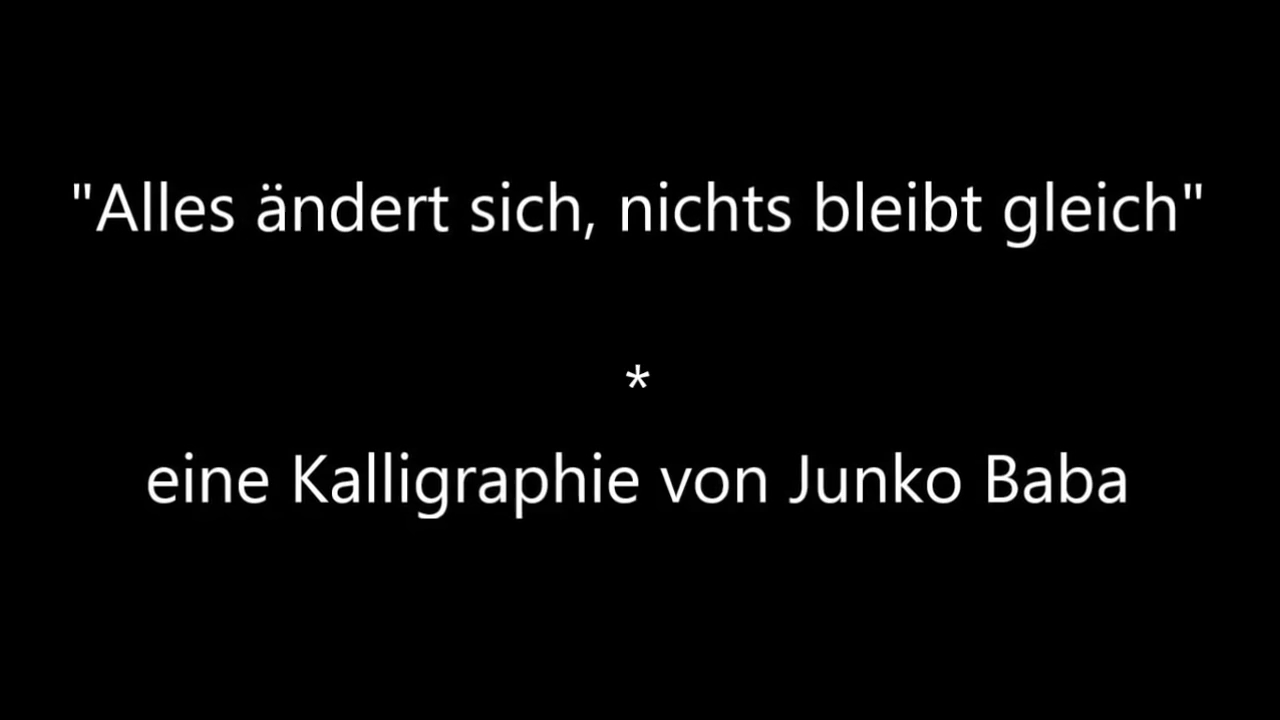 "Alles ändert sich, nichts bleibt gleich"
*
eine Kalligraphie von Junko Baba